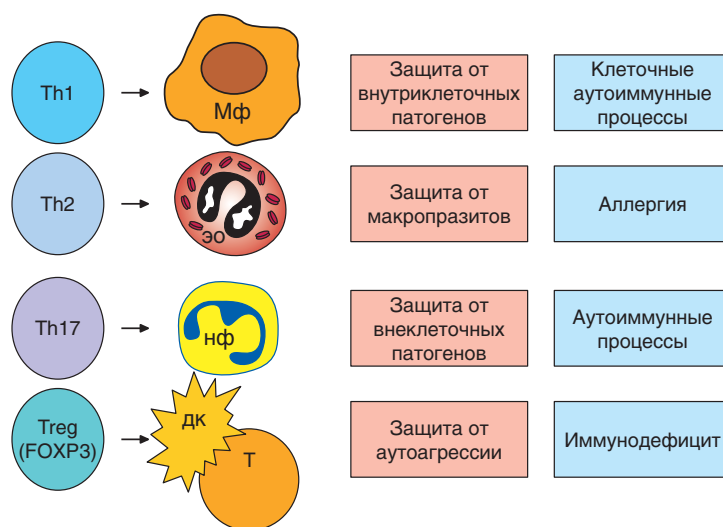 Th1
Мф
Защита от
внутриклеточных
патогенов
Клеточные
аутоиммунные
процессы
Th2
эо
Защита от
макропразитов
Аллергия
Th17
нф
Защита от
внеклеточных
патогенов
Аутоиммунные
процессы
Treg
(FOXP3)
дк
Т
Защита от
аутоагрессии
Иммунодефицит